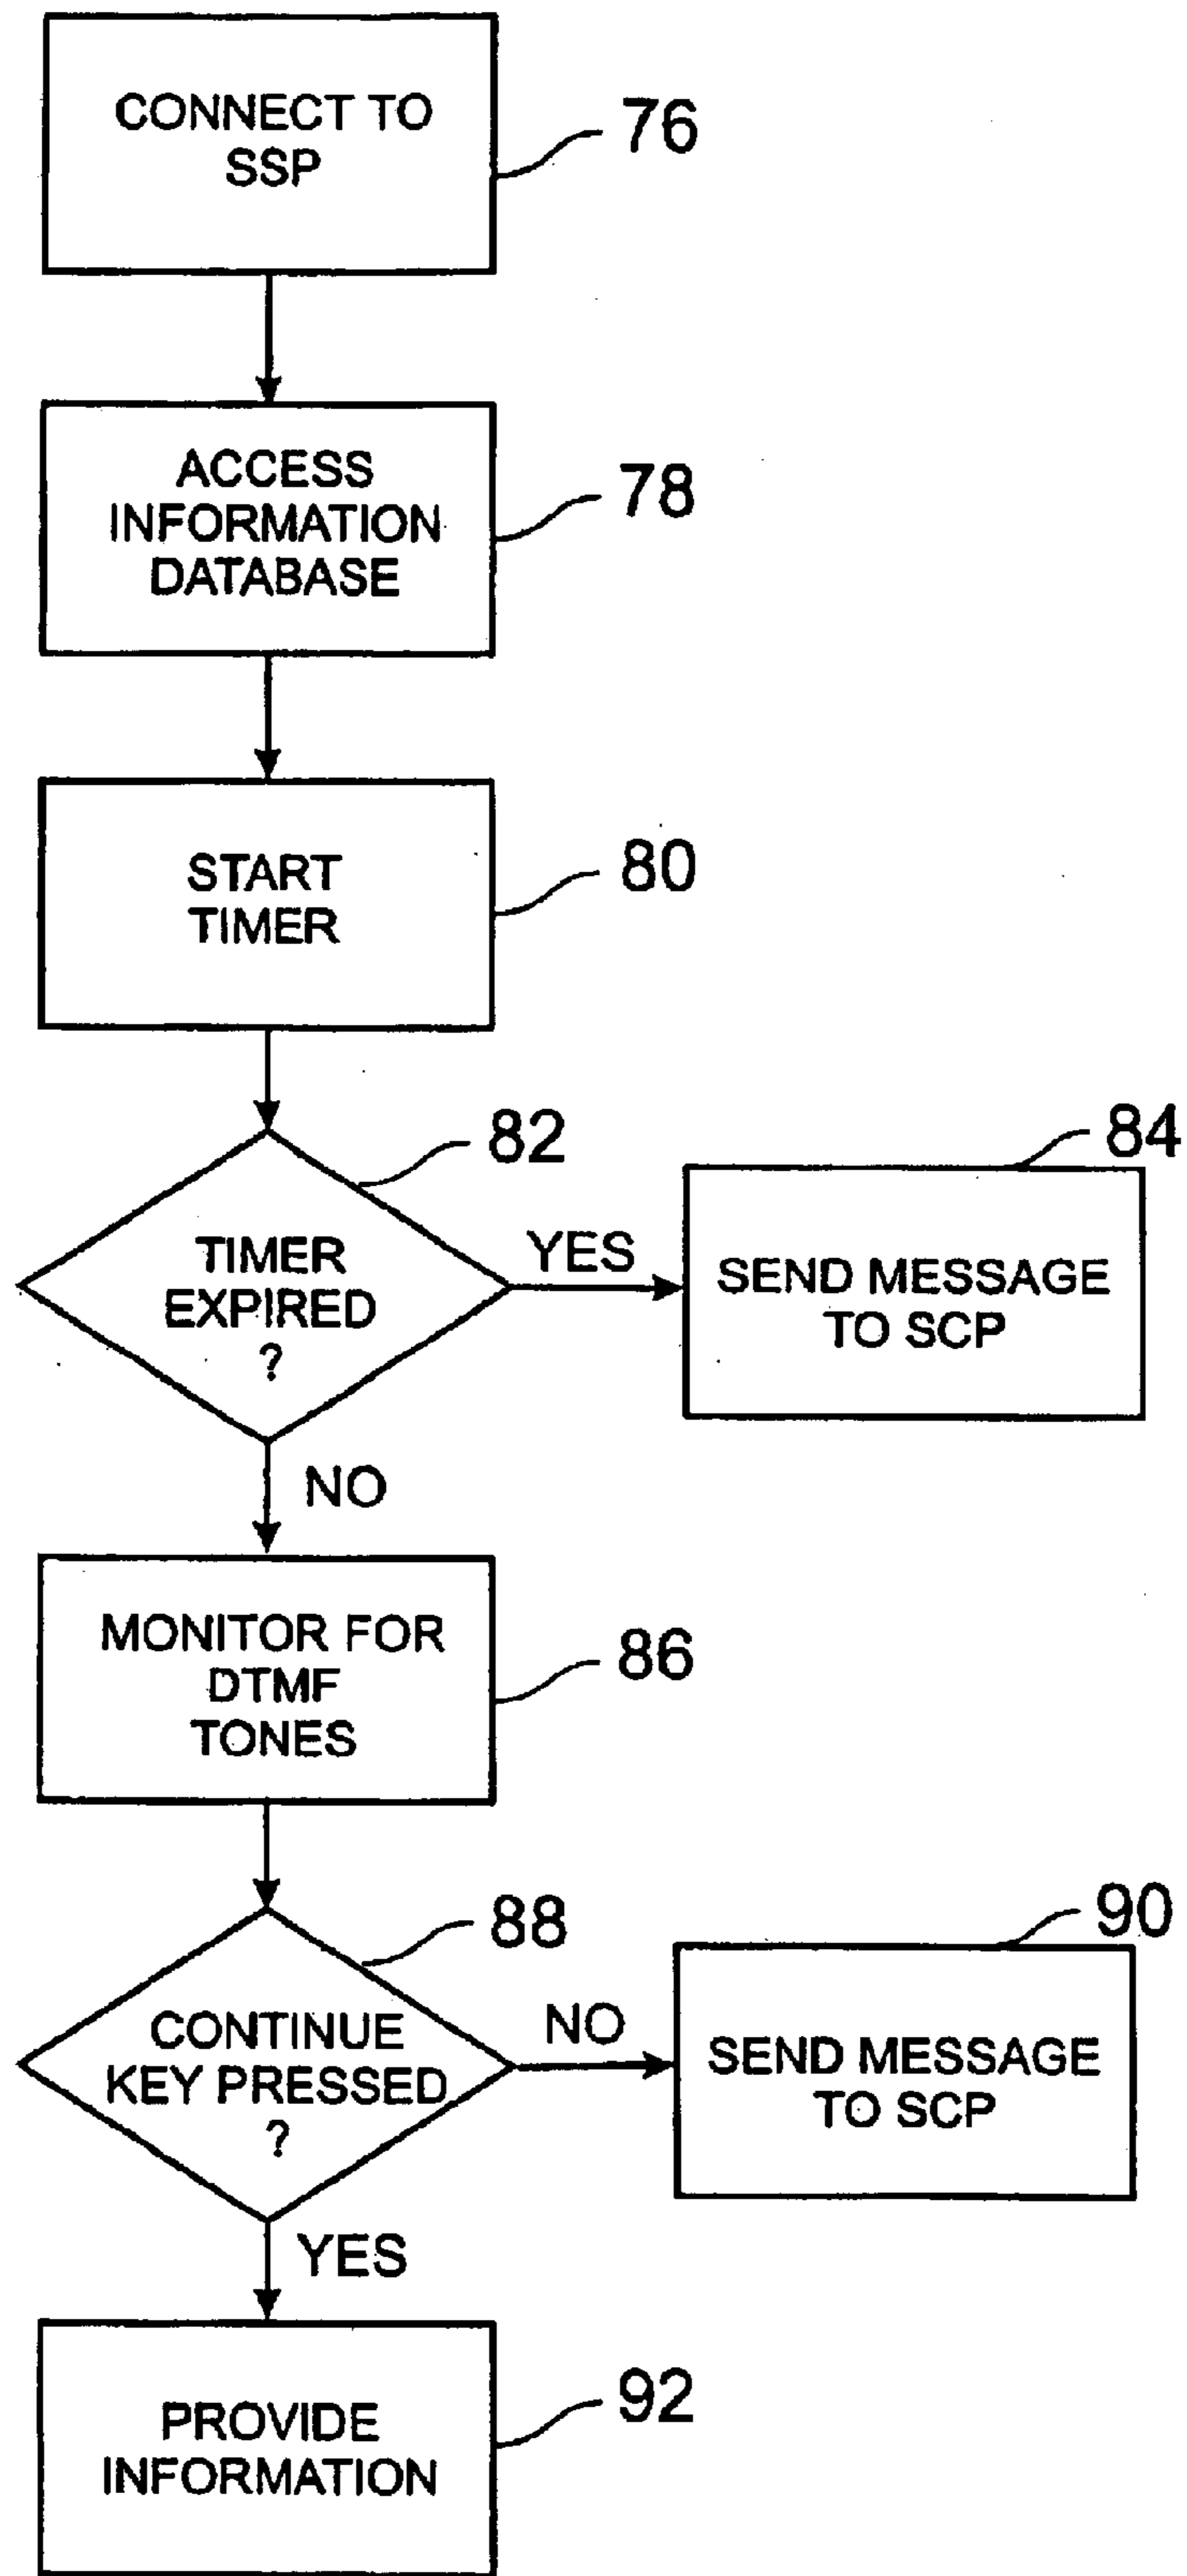 CONNECT TO
SSP
76
ACCESS
INFORMATION
DATABASE
78
START
TIMER
80
82
TIMER
EXPIRED
?
YES
84
SEND MESSAGE
TO SCP
NO
MONITOR FOR
DTMF
TONES
86
88
CONTINUE
KEY PRESSED
?
NO
90
SEND MESSAGE
TO SCP
YES
PROVIDE
INFORMATION
92